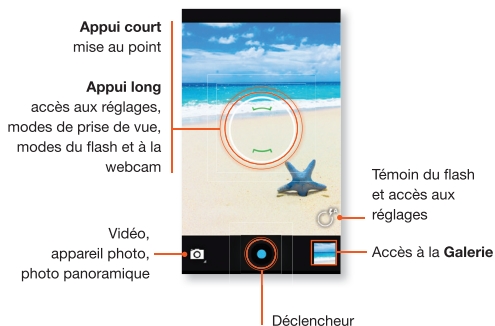 Appui court
mise au point
Appui long
accès aux réglages,
modes de prise de vue,
modes du flash et à la
webcam
Témoin du flash
et accès aux
réglages
Vidéo,
appareil photo,
photo panoramique
Accès à la Galerie
Déclencheur